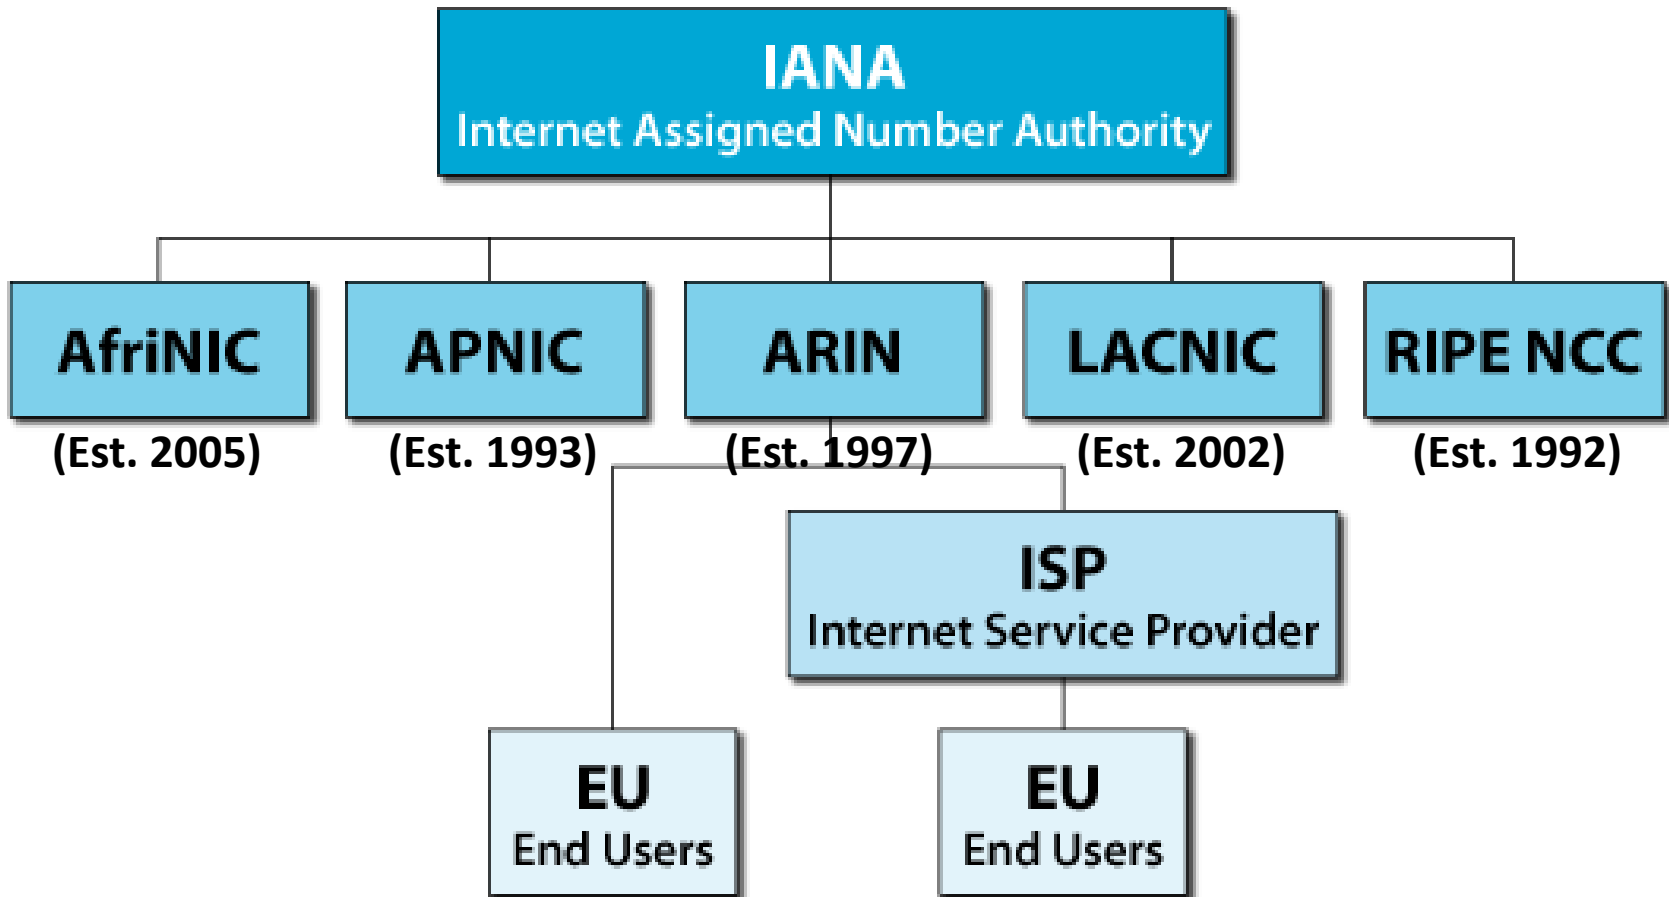 IANA
Internet Assigned Number Authority
AfriNIC
APNIC
ARIN
LACNIC
RIPE NCC
(Est. 2005)
(Est. 1993)
(Est. 1997)
(Est. 2002)
(Est. 1992)
ISP
Internet Service Provider
EU
End Users
EU
End Users